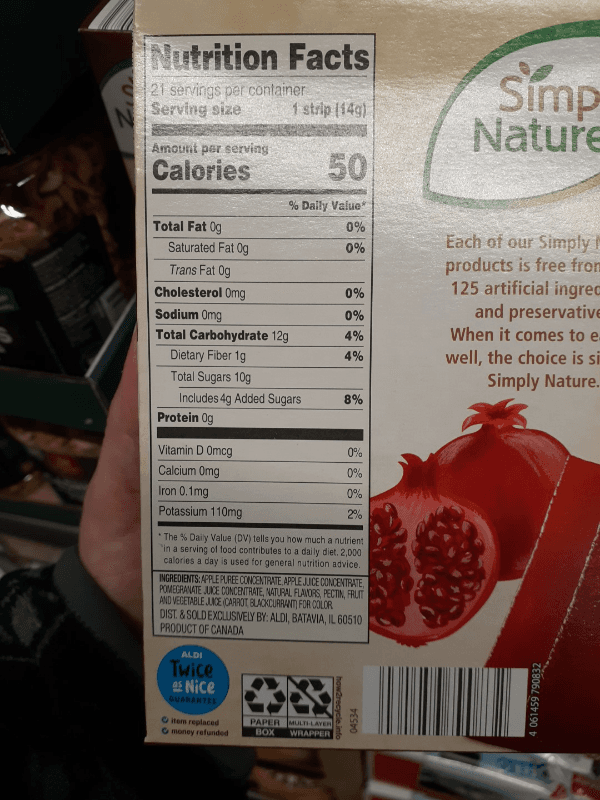 Nutrition Facts
21 servings per container
Serving size 1 strip (14g)
Amount per serving
Calories 50
% Daily Value*
Total Fat 0g 0%
Saturated Fat 0g 0%
Trans Fat 0g
Cholesterol 0mg 0%
Sodium 0mg 0%
Total Carbohydrate 12g 4%
Dietary Fiber 1g 4%
Total Sugars 10g
Includes 4g Added Sugars 8%
Protein 0g
Vitamin D 0mcg 0%
Calcium 0mg 0%
Iron 0.1mg 0%
Potassium 110mg 2%
* The % Daily Value (DV) tells you how much a nutrient
in a serving of food contributes to a daily diet. 2,000
calories a day is used for general nutrition advice.
INGREDIENTS: APPLE PUREE CONCENTRATE, APPLE JUICE CONCENTRATE,
POMEGRANATE JUICE CONCENTRATE, NATURAL FLAVORS, PECTIN, FRUIT
AND VEGETABLE JUICE (CARROT, BLACKCURRANT) FOR COLOR.
DIST. & SOLD EXCLUSIVELY BY: ALDI, BATAVIA, IL 60510
PRODUCT OF CANADA
ALDI
Twice
as Nice
GUARANTEE
item replaced
money refunded
PAPER
BOX
MULTI-LAYER
WRAPPER
how2recycle.info
04534
4 061459 790832
Simp
Nature
Each of our Simply
products is free from
125 artificial ingred
and preservative
When it comes to e
well, the choice is si
Simply Nature.